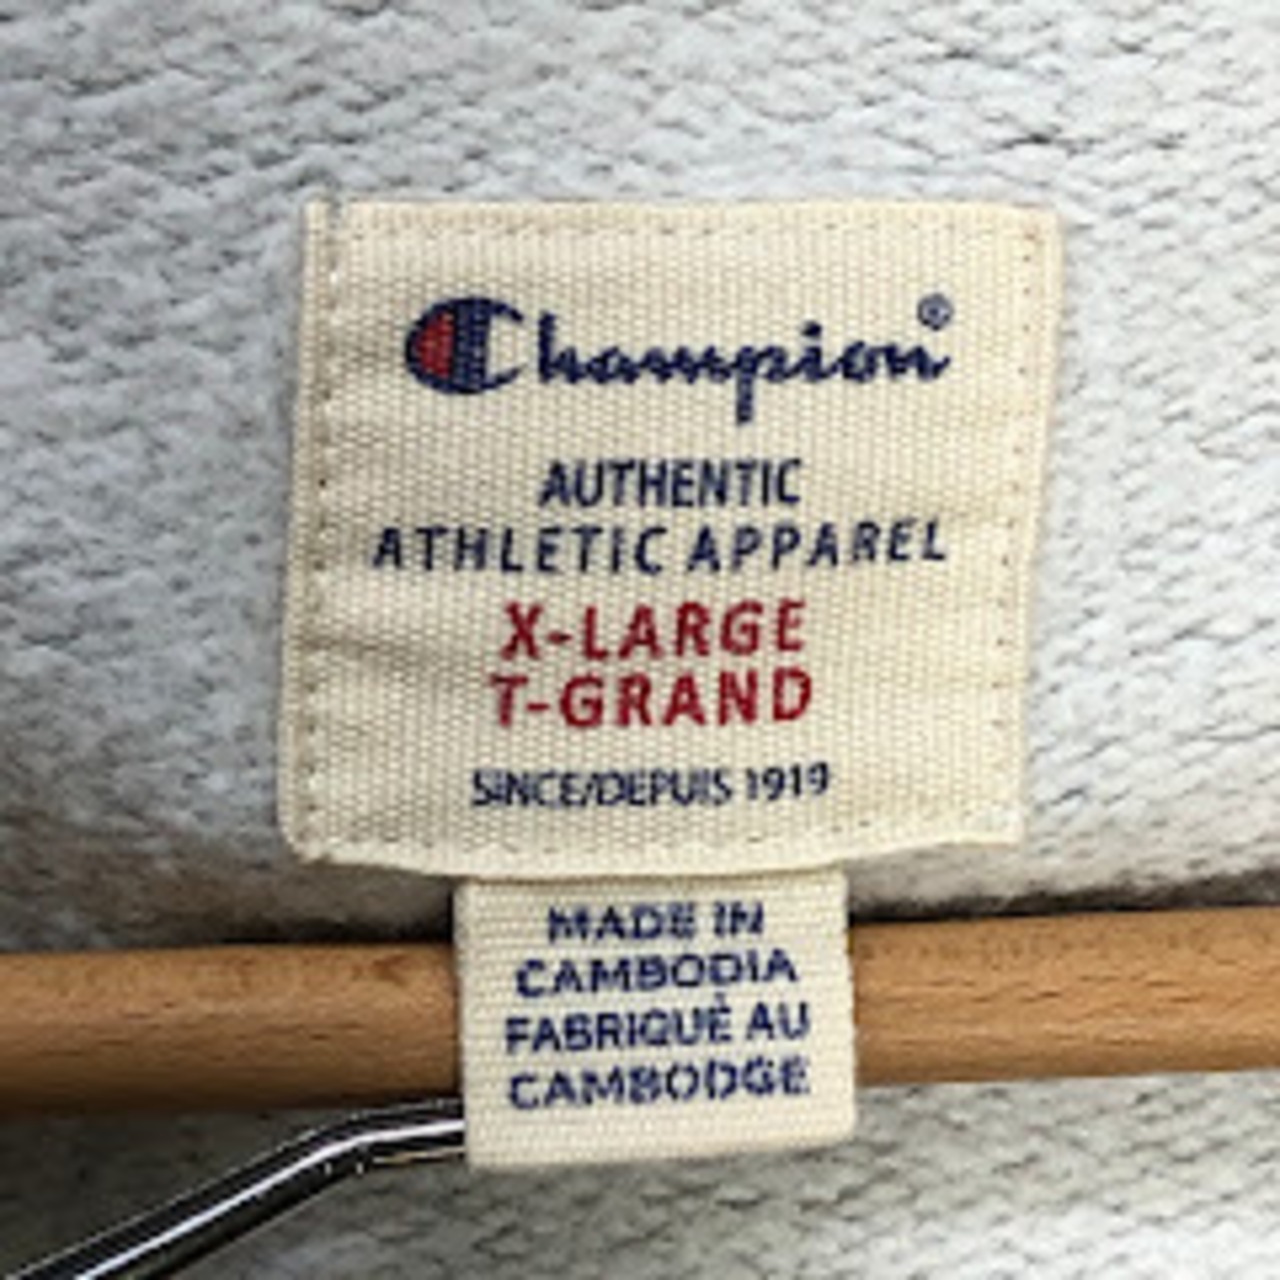 Champion®
AUTHENTIC
ATHLETIC APPAREL
X-LARGE
T-GRAND
SINCE/DEPUIS 1919
MADE IN
CAMBODIA
FABRIQUÉ AU
CAMBODGE